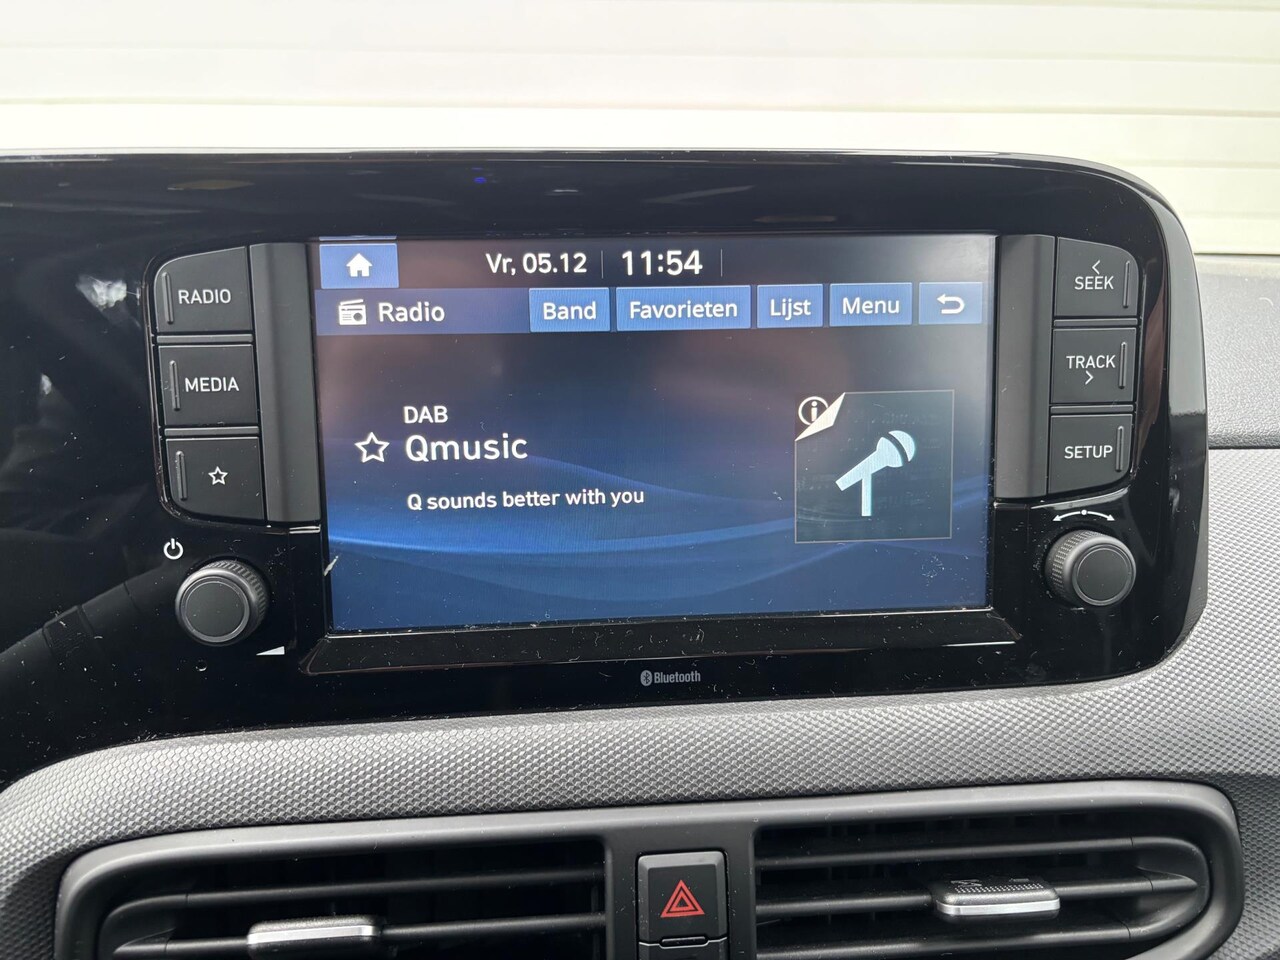 Vr, 05.12 11:54
Radio Band Favorieten Lijst Menu
DAB
Qmusic
Q sounds better with you
RADIO
MEDIA
SEEK
TRACK
SETUP
Bluetooth